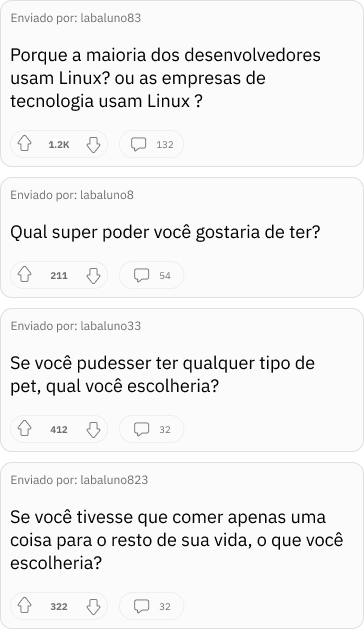 Enviado por: labaluno83
Porque a maioria dos desenvolvedores
usam Linux? ou as empresas de
tecnologia usam Linux ?
1.2K 132
Enviado por: labaluno8
Qual super poder você gostaria de ter?
211 54
Enviado por: labaluno33
Se você pudesser ter qualquer tipo de
pet, qual você escolheria?
412 32
Enviado por: labaluno823
Se você tivesse que comer apenas uma
coisa para o resto de sua vida, o que você
escolheria?
322 32